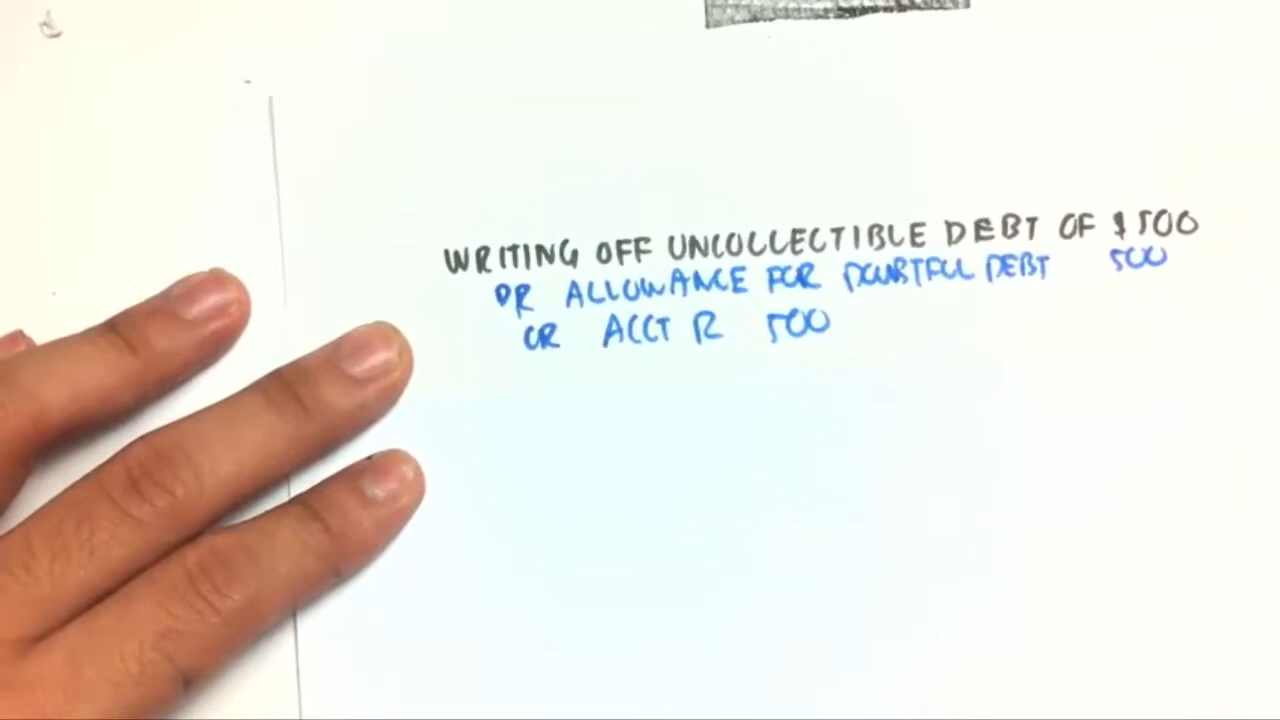 WRITING OFF UNCOLLECTIBLE DEBT OF $500
DR ALLOWANCE FOR DOUBTFUL DEBT 500
CR ACCT R 500